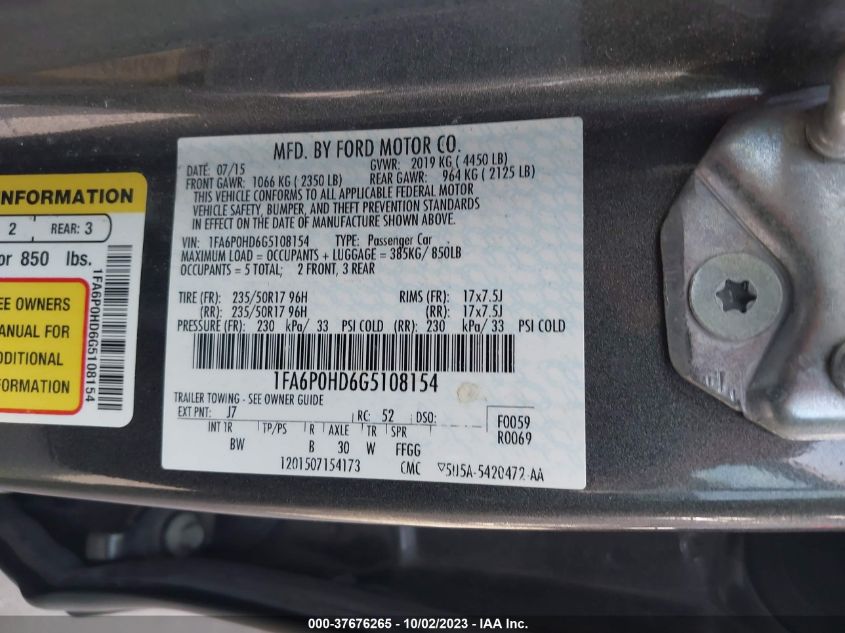 INFORMATION
2 REAR: 3
or 850 lbs.
EE OWNERS
MANUAL FOR
ADDITIONAL
FORMATION
1FA6P0HD6G5108154
MFD. BY FORD MOTOR CO.
DATE: 07/15 GVWR: 2019 KG ( 4450 LB)
FRONT GAWR: 1066 KG ( 2350 LB) REAR GAWR: 964 KG ( 2125 LB)
THIS VEHICLE CONFORMS TO ALL APPLICABLE FEDERAL MOTOR
VEHICLE SAFETY, BUMPER, AND THEFT PREVENTION STANDARDS
IN EFFECT ON THE DATE OF MANUFACTURE SHOWN ABOVE.
VIN: 1FA6P0HD6G5108154 TYPE: Passenger Car
MAXIMUM LOAD = OCCUPANTS + LUGGAGE = 385KG/ 850LB
OCCUPANTS = 5 TOTAL; 2 FRONT, 3 REAR
TIRE (FR): 235/50R17 96H RIMS (FR): 17x7.5J
(RR): 235/50R17 96H (RR): 17x7.5J
PRESSURE (FR): 230 kPa/ 33 PSI COLD (RR): 230 kPa/ 33 PSI COLD
1FA6P0HD6G5108154
TRAILER TOWING - SEE OWNER GUIDE
EXT PNT: J7 RC: 52 DSO: F0059
INT TR TP/PS R AXLE TR SPR R0069
BW B 30 W FFGG
1201507154173 CMC ▽5U5A-5420472-AA
000-37676265 - 10/02/2023 - IAA Inc.